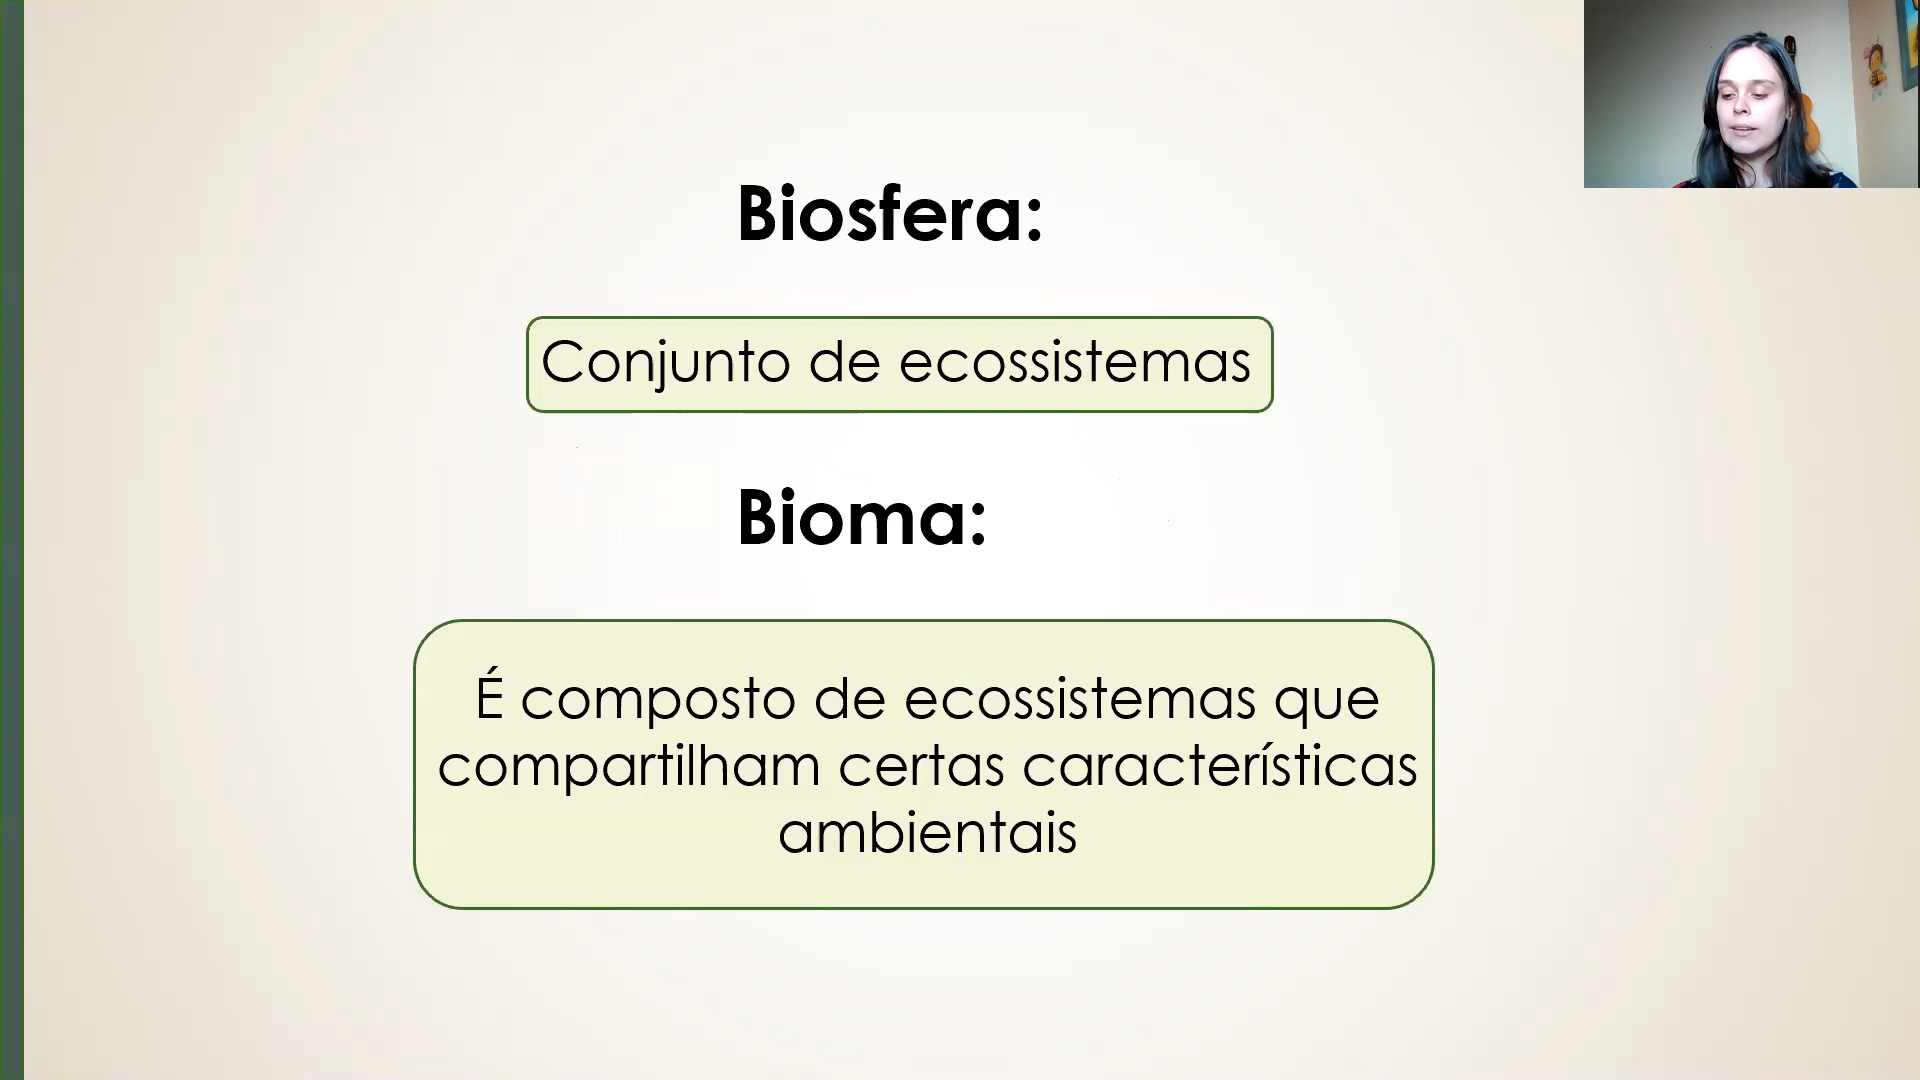 Biosfera:
Conjunto de ecossistemas
Bioma:
É composto de ecossistemas que
compartilham certas características
ambientais